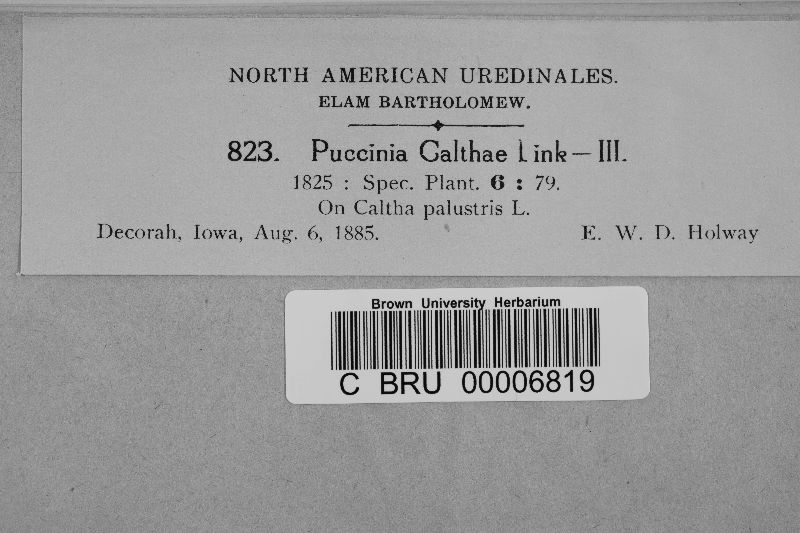 NORTH AMERICAN UREDINALES.
ELAM BARTHOLOMEW.
823. Puccinia Calthae Link—III.
1825 : Spec. Plant. 6 : 79.
On Caltha palustris L.
Decorah, Iowa, Aug. 6, 1885. E. W. D. Holway
Brown University Herbarium
C BRU 00006819